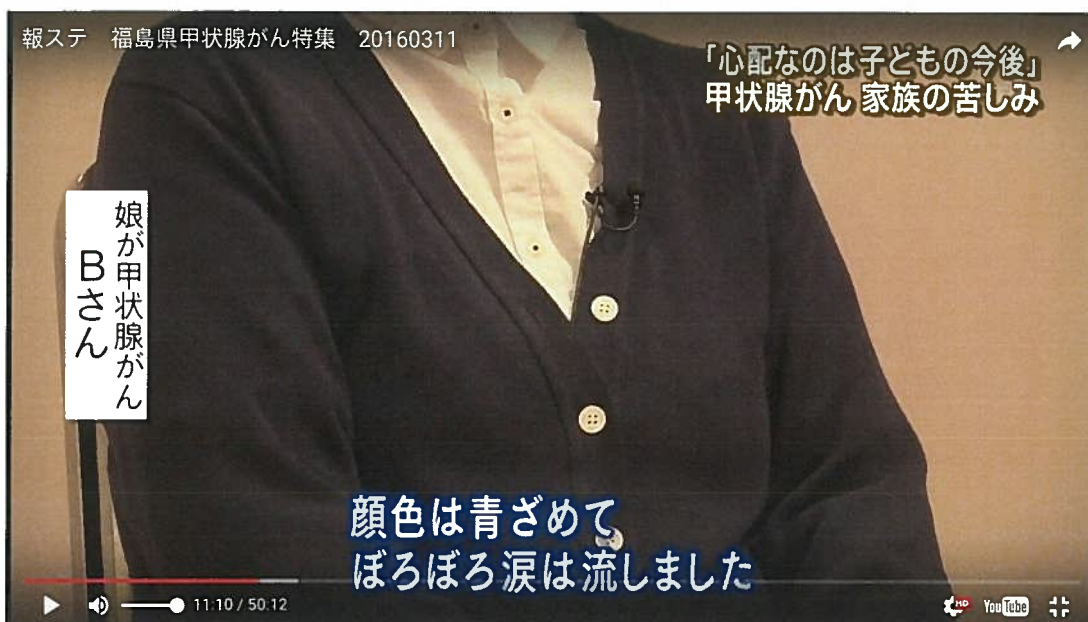 報ステ 福島県甲状腺がん特集 20160311
「心配なのは子どもの今後」
甲状腺がん 家族の苦しみ
娘が甲状腺がん
Bさん
顔色は青ざめて
ぼろぼろ涙は流しました
11:10 / 50:12
HD
YouTube